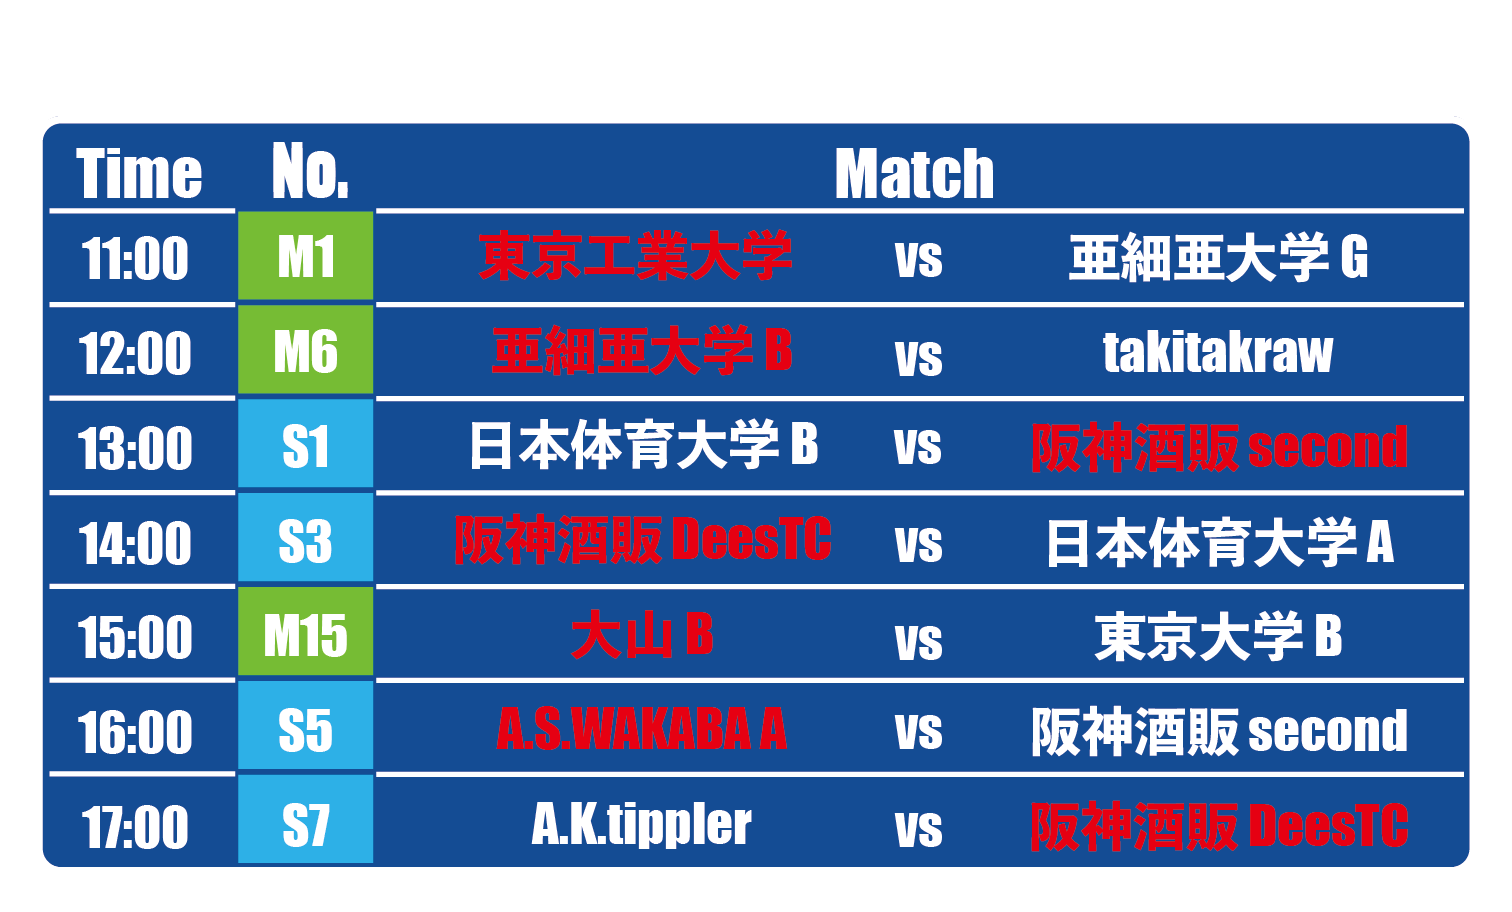 Time No. Match
11:00 M1 東京工業大学 vs 亜細亜大学 G
12:00 M6 亜細亜大学 B vs takitakraw
13:00 S1 日本体育大学 B vs 阪神酒販 second
14:00 S3 阪神酒販 DeesTC vs 日本体育大学 A
15:00 M15 大山 B vs 東京大学 B
16:00 S5 A.S.WAKABA A vs 阪神酒販 second
17:00 S7 A.K.tippler vs 阪神酒販 DeesTC